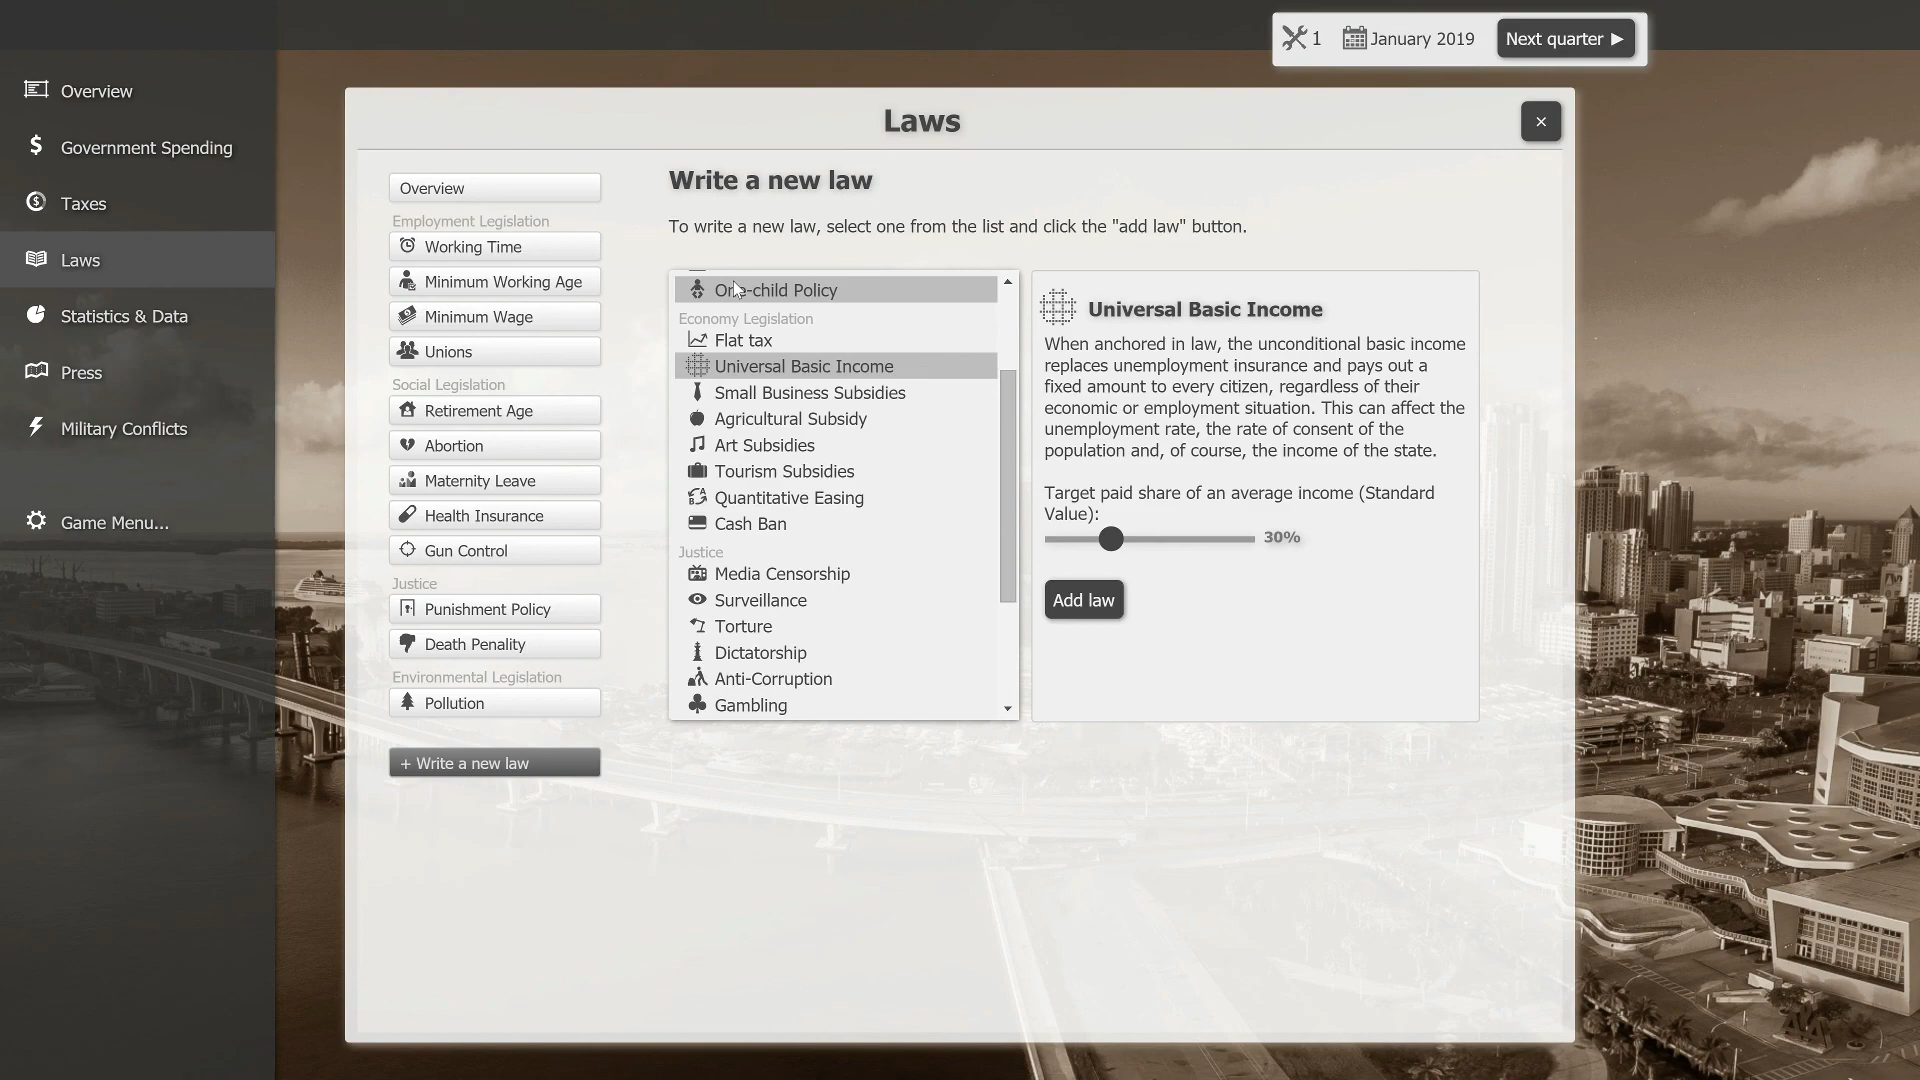 1 January 2019 Next quarter ▶
Overview
Government Spending
Taxes
Laws
Statistics & Data
Press
Military Conflicts
Game Menu...
Laws
×
Overview
Employment Legislation
Working Time
Minimum Working Age
Minimum Wage
Unions
Social Legislation
Retirement Age
Abortion
Maternity Leave
Health Insurance
Gun Control
Justice
Punishment Policy
Death Penality
Environmental Legislation
Pollution
+ Write a new law
Write a new law
To write a new law, select one from the list and click the "add law" button.
One-child Policy
Economy Legislation
Flat tax
Universal Basic Income
Small Business Subsidies
Agricultural Subsidy
Art Subsidies
Tourism Subsidies
Quantitative Easing
Cash Ban
Justice
Media Censorship
Surveillance
Torture
Dictatorship
Anti-Corruption
Gambling
Universal Basic Income
When anchored in law, the unconditional basic income
replaces unemployment insurance and pays out a
fixed amount to every citizen, regardless of their
economic or employment situation. This can affect the
unemployment rate, the rate of consent of the
population and, of course, the income of the state.
Target paid share of an average income (Standard
Value):
30%
Add law